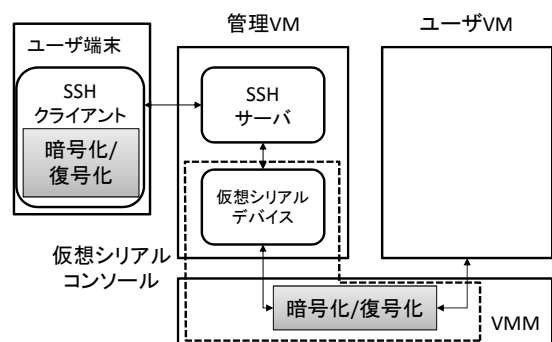 ユーザ端末
SSH
クライアント
暗号化/
復号化
管理VM
SSH
サーバ
仮想シリアル
デバイス
ユーザVM
仮想シリアル
コンソール
暗号化/復号化
VMM